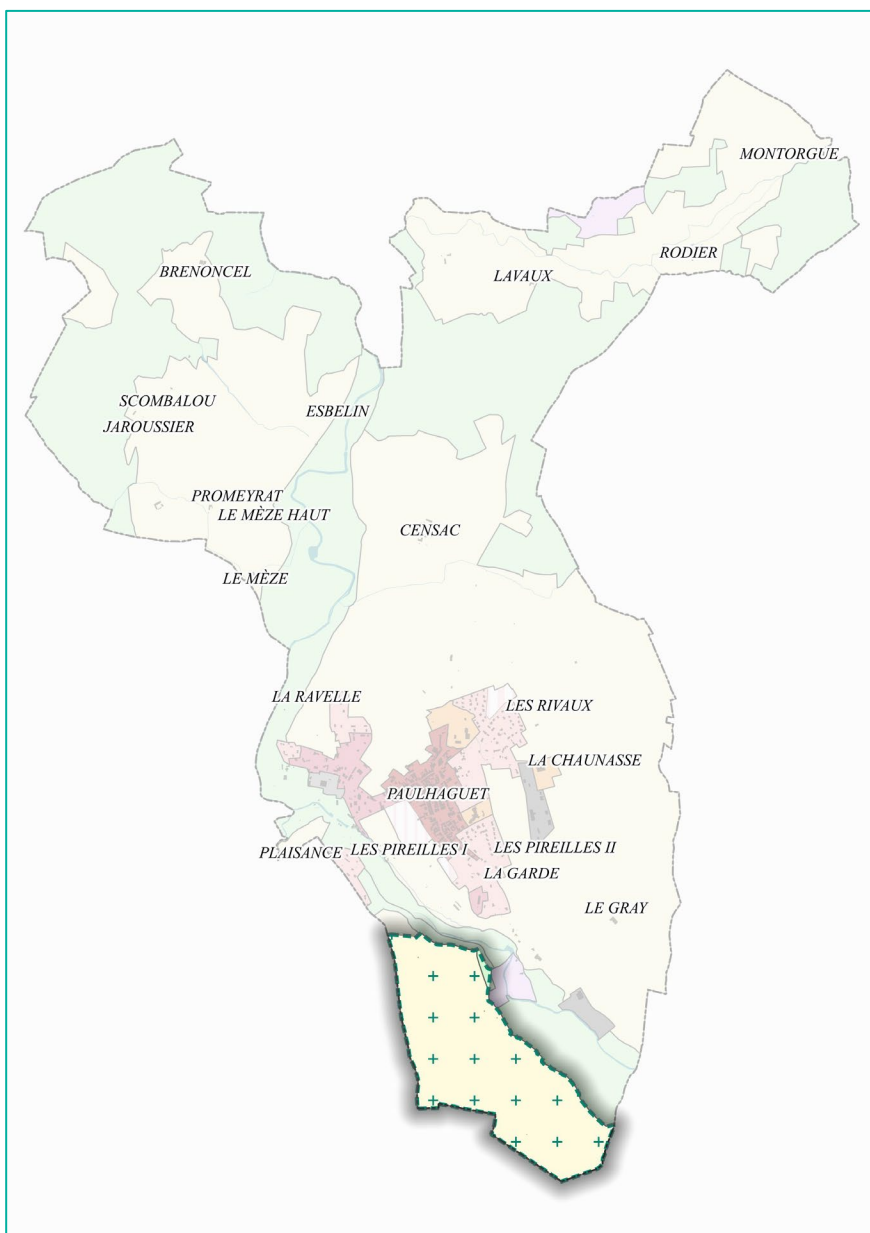 MONTORGUE
RODIER
BRENONCEL
LAVAUX
SCOMBALOU
ESBELIN
JAROUSSIER
PROMEYRAT
LE MÈZE HAUT
CENSAC
LE MÈZE
LA RAVELLE
LES RIVAUX
LA CHAUNASSE
PAULHAGUET
PLAISANCE
LES PIREILLES I
LES PIREILLES II
LA GARDE
LE GRAY